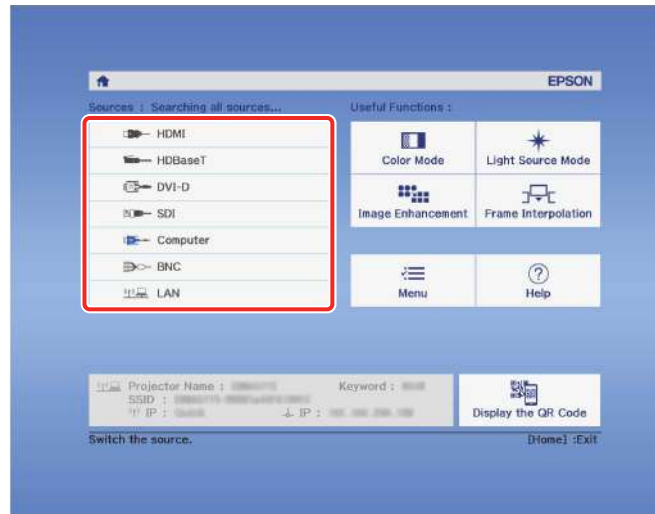 EPSON
Sources : Searching all sources...
HDMI
HDBaseT
DVI-D
SDI
Computer
BNC
LAN
Useful Functions :
Color Mode
Light Source Mode
Image Enhancement
Frame Interpolation
Menu
Help
Projector Name :
Keyword :
SSID :
IP :
IP :
Display the QR Code
Switch the source.
[Home] :Exit